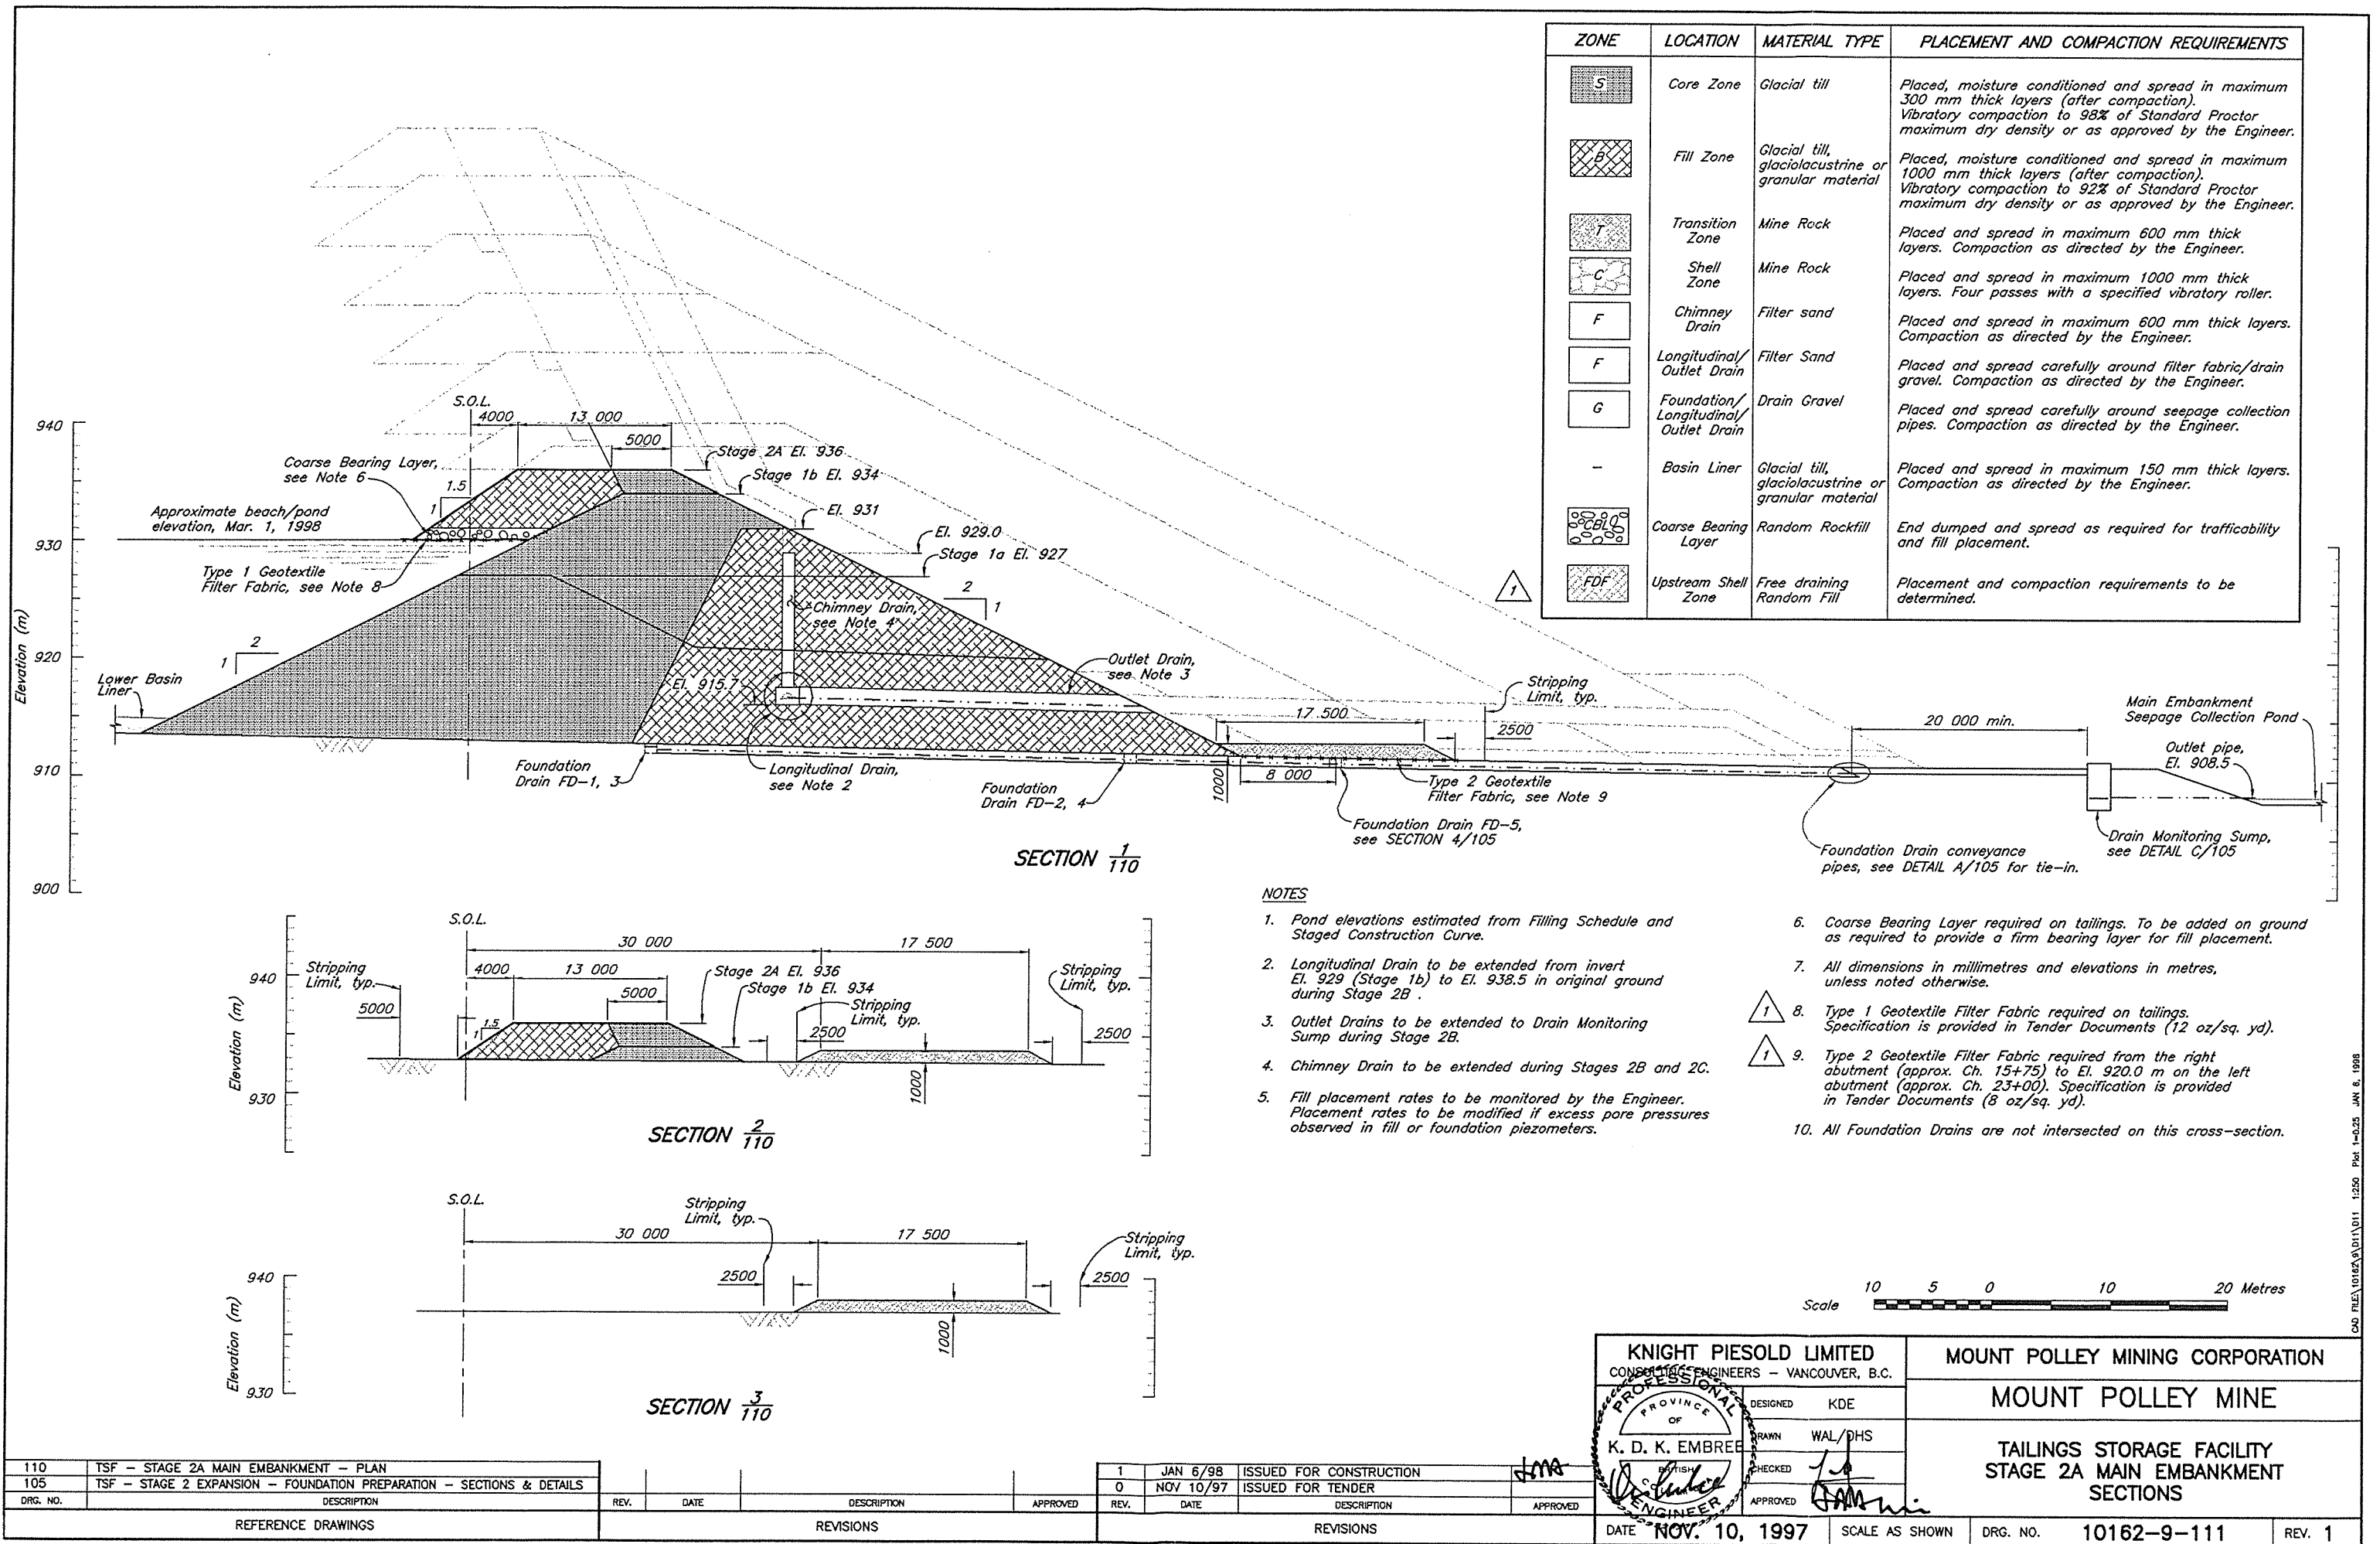 ZONE LOCATION MATERIAL TYPE PLACEMENT AND COMPACTION REQUIREMENTS
S Core Zone Glacial till Placed, moisture conditioned and spread in maximum
300 mm thick layers (after compaction).
Vibratory compaction to 98% of Standard Proctor
maximum dry density or as approved by the Engineer.
B Fill Zone Glacial till,
glaciolacustrine or
granular material
Placed, moisture conditioned and spread in maximum
1000 mm thick layers (after compaction).
Vibratory compaction to 92% of Standard Proctor
maximum dry density or as approved by the Engineer.
T Transition
Zone
Mine Rock
Placed and spread in maximum 600 mm thick
layers. Compaction as directed by the Engineer.
C Shell
Zone
Mine Rock
Placed and spread in maximum 1000 mm thick
layers. Four passes with a specified vibratory roller.
F Chimney
Drain
Filter sand
Placed and spread in maximum 600 mm thick layers.
Compaction as directed by the Engineer.
F Longitudinal/
Outlet Drain
Filter Sand
Placed and spread carefully around filter fabric/drain
gravel. Compaction as directed by the Engineer.
G Foundation/
Longitudinal/
Outlet Drain
Drain Gravel
Placed and spread carefully around seepage collection
pipes. Compaction as directed by the Engineer.
- Basin Liner Glacial till,
glaciolacustrine or
granular material
Placed and spread in maximum 150 mm thick layers.
Compaction as directed by the Engineer.
CBL Coarse Bearing
Layer
Random Rockfill
End dumped and spread as required for trafficability
and fill placement.
1
FDF Upstream Shell
Zone
Free draining
Random Fill
Placement and compaction requirements to be
determined.
Elevation (m)
940
930
920
910
900
S.O.L.
4000
13 000
5000
Stage 2A El. 936
Stage 1b El. 934
El. 931
El. 929.0
Stage 1a El. 927
Coarse Bearing Layer,
see Note 6
1.5
1
Approximate beach/pond
elevation, Mar. 1, 1998
Type 1 Geotextile
Filter Fabric, see Note 8
2
1
Chimney Drain,
see Note 4
2
1
Lower Basin
Liner
El. 915.7
Outlet Drain,
see Note 3
Stripping
Limit, typ.
17 500
2500
20 000 min.
Main Embankment
Seepage Collection Pond
Outlet pipe,
El. 908.5
Foundation
Drain FD-1, 3
Longitudinal Drain,
see Note 2
Foundation
Drain FD-2, 4
1000
8 000
Type 2 Geotextile
Filter Fabric, see Note 9
Foundation Drain FD-5,
see SECTION 4/105
Foundation Drain conveyance
pipes, see DETAIL A/105 for tie-in.
Drain Monitoring Sump,
see DETAIL C/105
SECTION 1/110
S.O.L.
30 000
17 500
Elevation (m)
940
930
Stripping
Limit, typ.
5000
4000
13 000
5000
1.5
1
Stage 2A El. 936
Stage 1b El. 934
Stripping
Limit, typ.
2500
1000
Stripping
Limit, typ.
2500
SECTION 2/110
S.O.L.
Stripping
Limit, typ.
30 000
17 500
Stripping
Limit, typ.
Elevation (m)
940
930
2500
2500
1000
SECTION 3/110
NOTES
1. Pond elevations estimated from Filling Schedule and
Staged Construction Curve.
2. Longitudinal Drain to be extended from invert
El. 929 (Stage 1b) to El. 938.5 in original ground
during Stage 2B .
3. Outlet Drains to be extended to Drain Monitoring
Sump during Stage 2B.
4. Chimney Drain to be extended during Stages 2B and 2C.
5. Fill placement rates to be monitored by the Engineer.
Placement rates to be modified if excess pore pressures
observed in fill or foundation piezometers.
6. Coarse Bearing Layer required on tailings. To be added on ground
as required to provide a firm bearing layer for fill placement.
7. All dimensions in millimetres and elevations in metres,
unless noted otherwise.
1 8. Type 1 Geotextile Filter Fabric required on tailings.
Specification is provided in Tender Documents (12 oz/sq. yd).
1 9. Type 2 Geotextile Filter Fabric required from the right
abutment (approx. Ch. 15+75) to El. 920.0 m on the left
abutment (approx. Ch. 23+00). Specification is provided
in Tender Documents (8 oz/sq. yd).
10. All Foundation Drains are not intersected on this cross-section.
10 5 0 10 20 Metres
Scale
CAD FILE:\10162\9\D11\D11 1:250 Plot 1=0.25 JAN 6, 1998
110 TSF - STAGE 2A MAIN EMBANKMENT - PLAN
105 TSF - STAGE 2 EXPANSION - FOUNDATION PREPARATION - SECTIONS & DETAILS
DRG. NO. DESCRIPTION
REFERENCE DRAWINGS
REV. DATE DESCRIPTION APPROVED
REVISIONS
1 JAN 6/98 ISSUED FOR CONSTRUCTION
0 NOV 10/97 ISSUED FOR TENDER
REV. DATE DESCRIPTION APPROVED
REVISIONS
KNIGHT PIESOLD LIMITED
CONSULTING ENGINEERS - VANCOUVER, B.C.
PROFESSIONAL
PROVINCE
OF
K. D. K. EMBREE
BRITISH
ENGINEER
DESIGNED KDE
DRAWN WAL/DHS
CHECKED
APPROVED
MOUNT POLLEY MINING CORPORATION
MOUNT POLLEY MINE
TAILINGS STORAGE FACILITY
STAGE 2A MAIN EMBANKMENT
SECTIONS
DATE NOV. 10, 1997 SCALE AS SHOWN DRG. NO. 10162-9-111 REV. 1